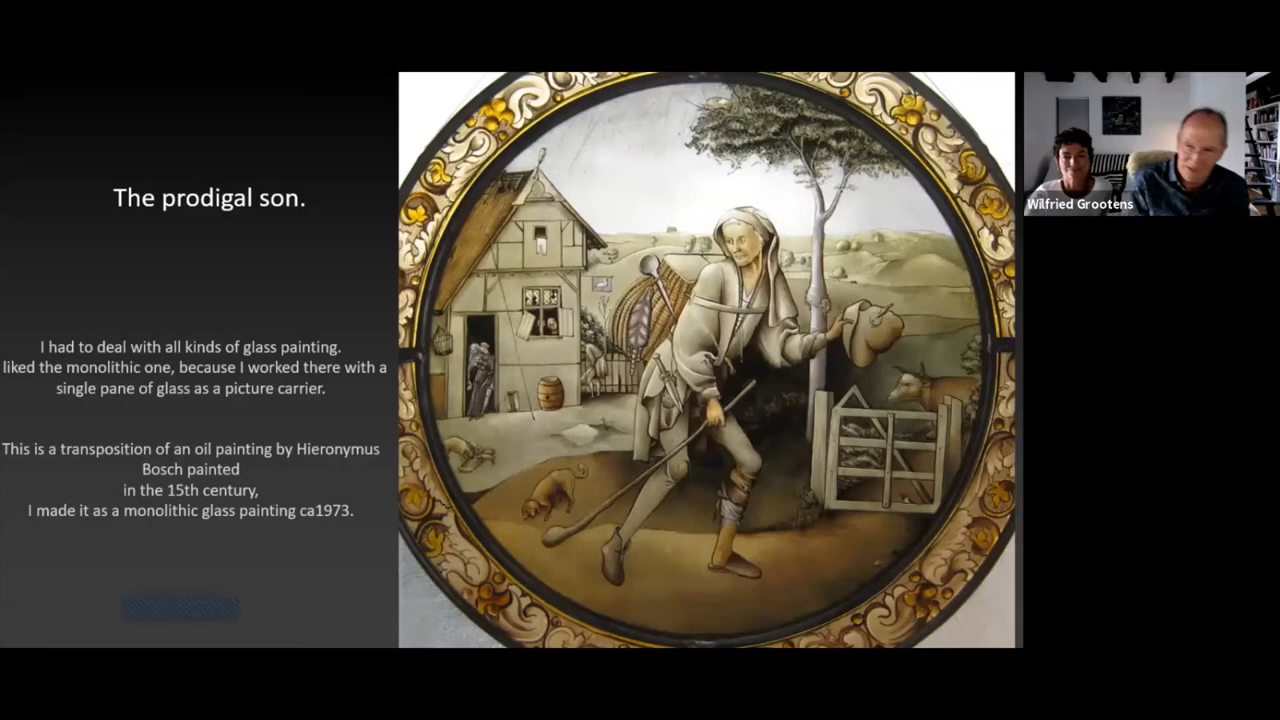 The prodigal son.
I had to deal with all kinds of glass painting.
liked the monolithic one, because I worked there with a
single pane of glass as a picture carrier.
This is a transposition of an oil painting by Hieronymus
Bosch painted
in the 15th century,
I made it as a monolithic glass painting ca1973.
Wilfried Grootens